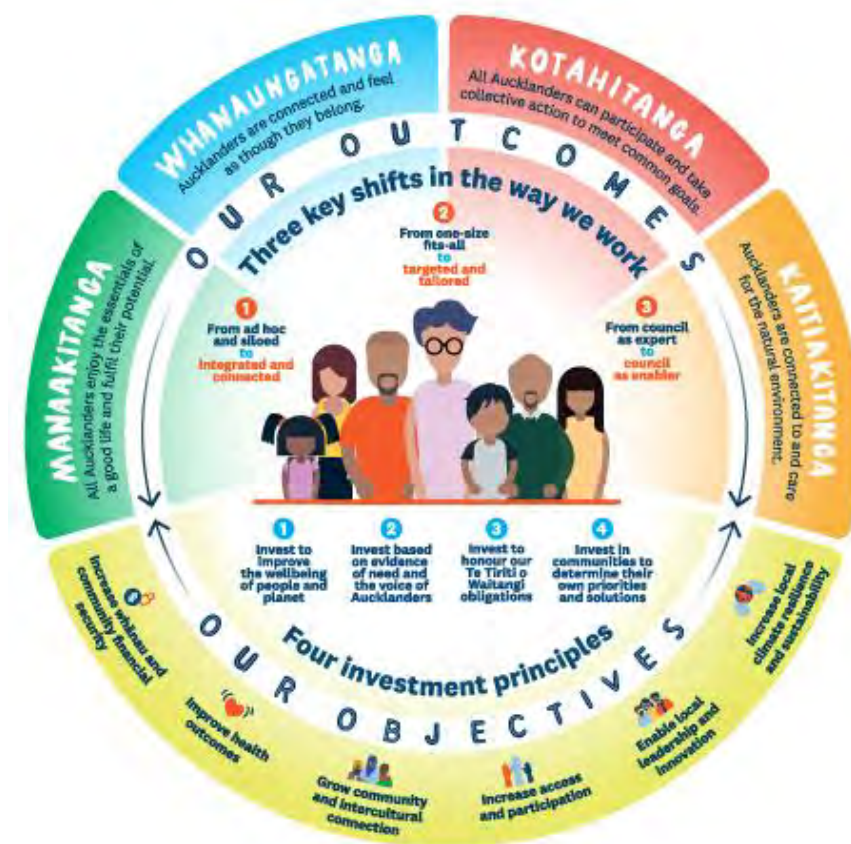 MANAAKITANGA
All Aucklanders enjoy the essentials of
a good life and fulfil their potential.
WHANAUNGATANGA
Aucklanders are connected and feel
as though they belong.
KOTAHITANGA
All Aucklanders can participate and take
collective action to meet common goals.
KAITIAKITANGA
Aucklanders are connected to and care
for the natural environment.
OUR OUTCOMES
Three key shifts in the way we work
1
From ad hoc
and siloed
to
integrated and
connected
2
From one-size
fits-all
to
targeted and
tailored
3
From council
as expert
to
council
as enabler
1
Invest to
improve
the wellbeing
of people and
planet
2
Invest based
on evidence
of need and
the voice of
Aucklanders
3
Invest to
honour our
Te Tiriti o
Waitangi
obligations
4
Invest in
communities to
determine their
own priorities
and solutions
Four investment principles
OUR OBJECTIVES
Increase whānau and
community financial
security
Improve health
outcomes
Grow community
and intercultural
connection
Increase access
and participation
Enable local
leadership and
innovation
Increase local
climate resilience
and sustainability